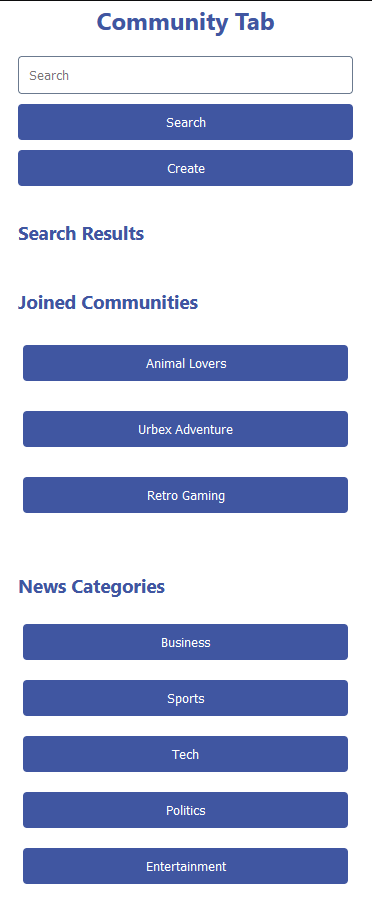 Community Tab
Search
Search
Create
Search Results
Joined Communities
Animal Lovers
Urbex Adventure
Retro Gaming
News Categories
Business
Sports
Tech
Politics
Entertainment